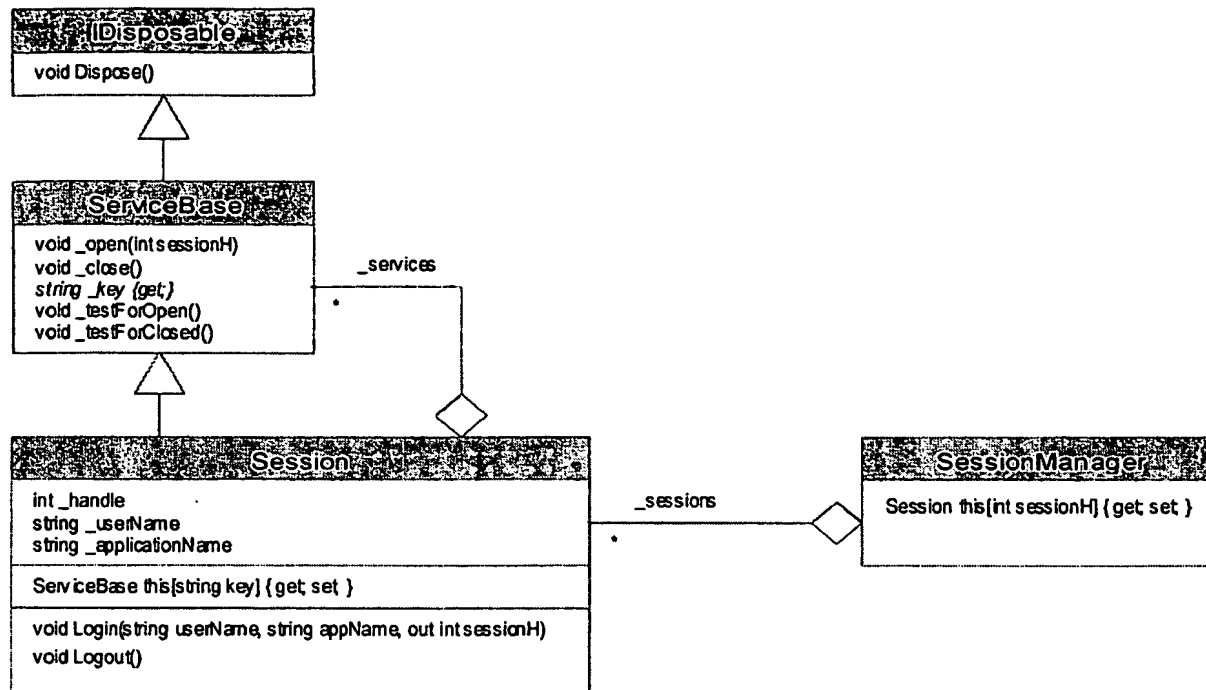 IDisposable
void Dispose()
ServiceBase
void _open(int sessionH)
void _close()
string _key {get;}
void _testForOpen()
void _testForClosed()
_services
*
Session
int _handle
string _userName
string _applicationName
ServiceBase this[string key] { get; set; }
void Login(string userName, string appName, out int sessionH)
void Logout()
_sessions
*
SessionManager
Session this[int sessionH] { get; set; }